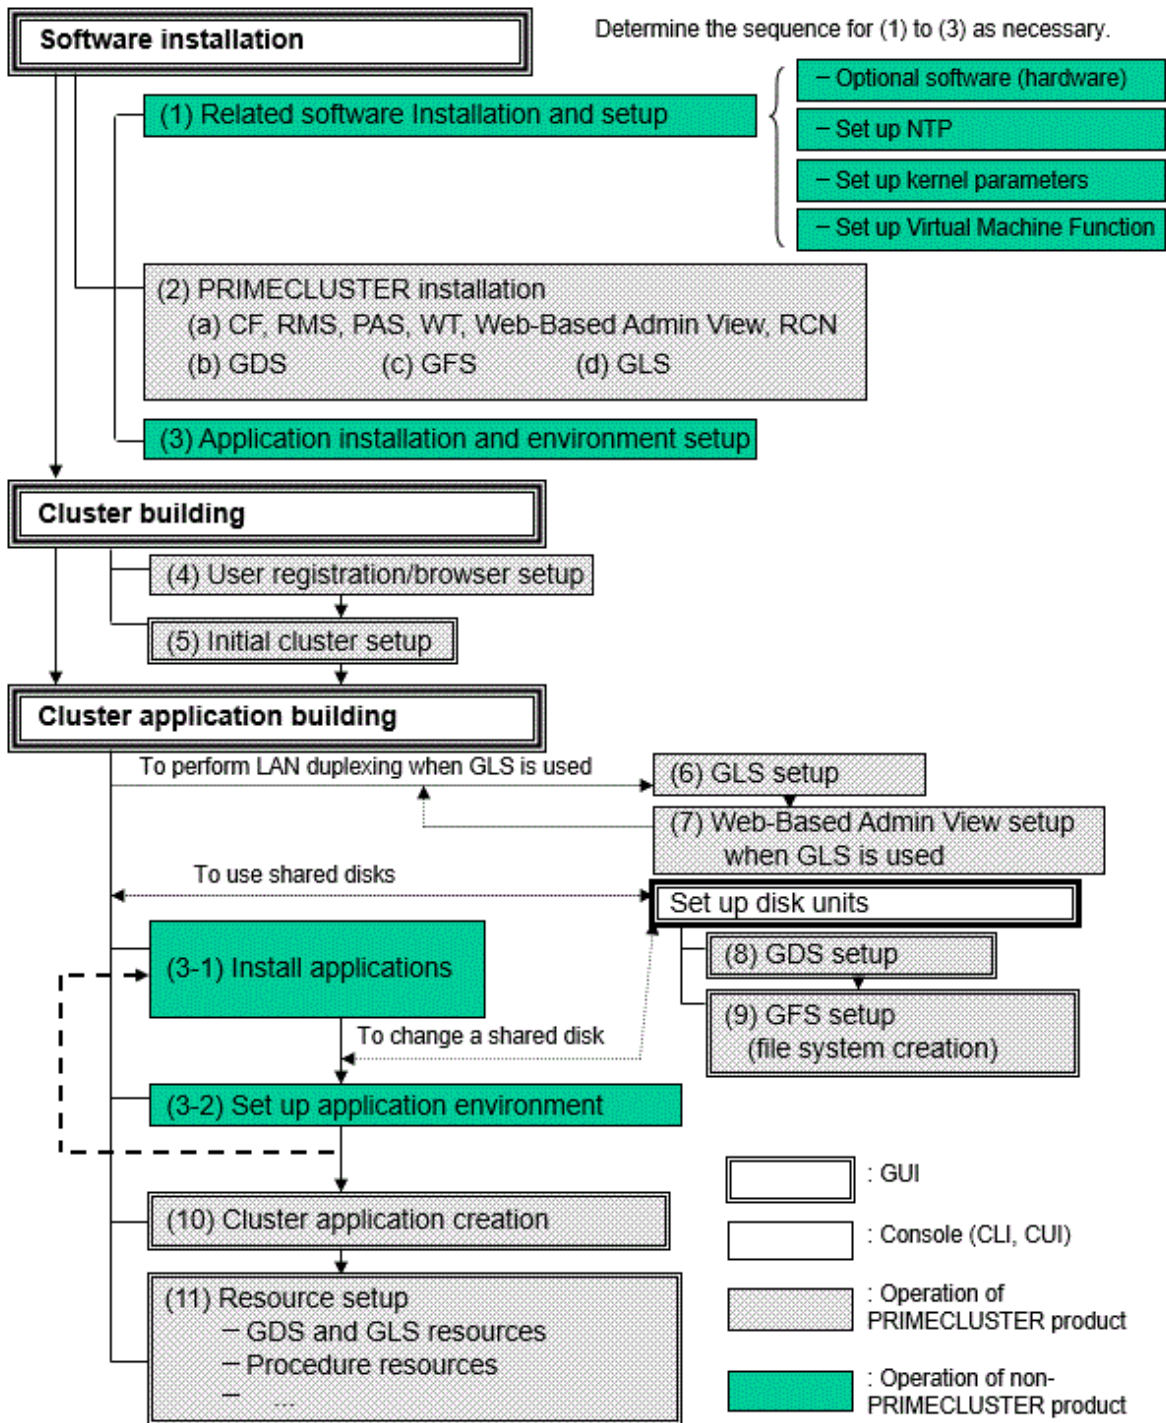 Software installation
Determine the sequence for (1) to (3) as necessary.
(1) Related software Installation and setup
– Optional software (hardware)
– Set up NTP
– Set up kernel parameters
– Set up Virtual Machine Function
(2) PRIMECLUSTER installation
(a) CF, RMS, PAS, WT, Web-Based Admin View, RCN
(b) GDS (c) GFS (d) GLS
(3) Application installation and environment setup
Cluster building
(4) User registration/browser setup
(5) Initial cluster setup
Cluster application building
To perform LAN duplexing when GLS is used
(6) GLS setup
(7) Web-Based Admin View setup
when GLS is used
To use shared disks
Set up disk units
(8) GDS setup
(9) GFS setup
(file system creation)
(3-1) Install applications
To change a shared disk
(3-2) Set up application environment
(10) Cluster application creation
(11) Resource setup
– GDS and GLS resources
– Procedure resources
– ...
: GUI
: Console (CLI, CUI)
: Operation of
PRIMECLUSTER product
: Operation of non-
PRIMECLUSTER product